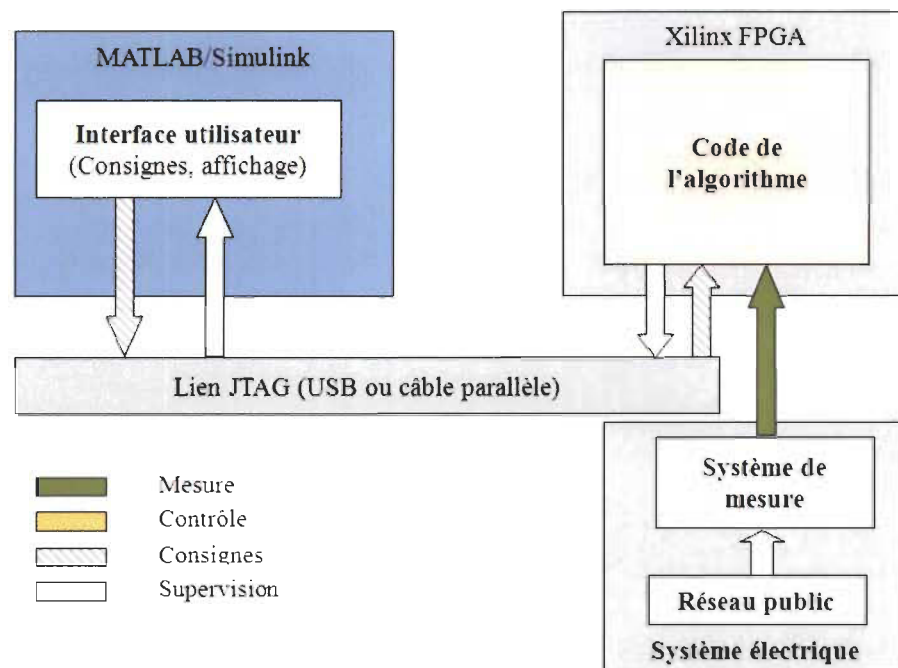 MATLAB/Simulink
Interface utilisateur
(Consignes, affichage)
Xilinx FPGA
Code de
l'algorithme
Lien JTAG (USB ou câble parallèle)
Système de
mesure
Réseau public
Système électrique
Mesure
Contrôle
Consignes
Supervision